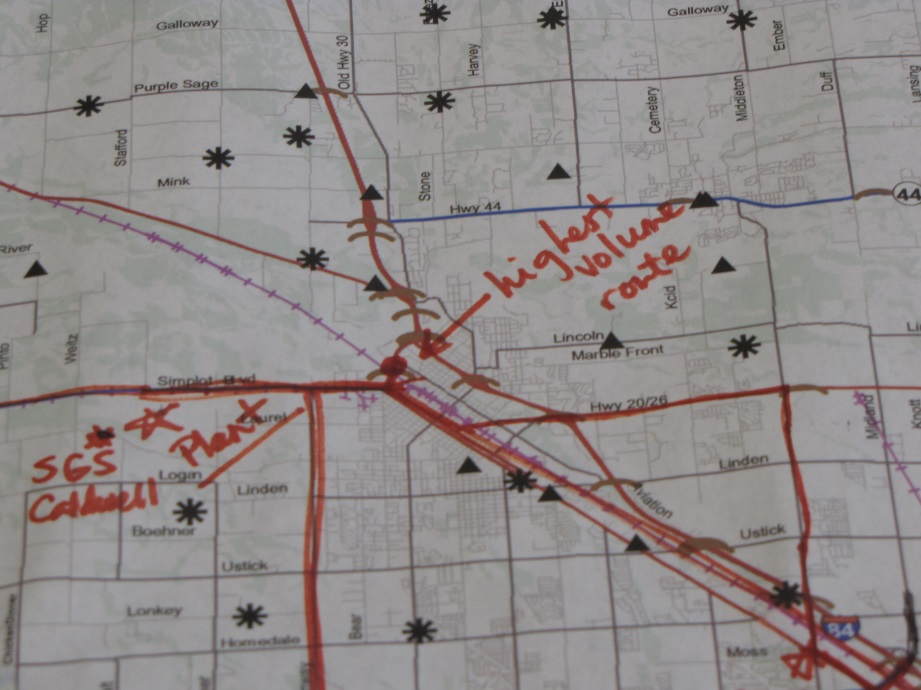 Hop
Galloway
Old Hwy 30
Harvey
Galloway
Ember
Purple Sage
Cemetery
Middleton
Duff
Stafford
Mink
Stone
Hwy 44
44
highest
volume
route
River
Kcid
Weitz
Pinto
Lincoln
Marble Front
Simplot Blvd
Hwy 20/26
Midland
Knott
Laurel
Plant
SGS
Caldwell
Logan
Linden
Linden
Aviation
Boehner
Ustick
Ustick
Lonkey
Homedale
Bear
84
Moss